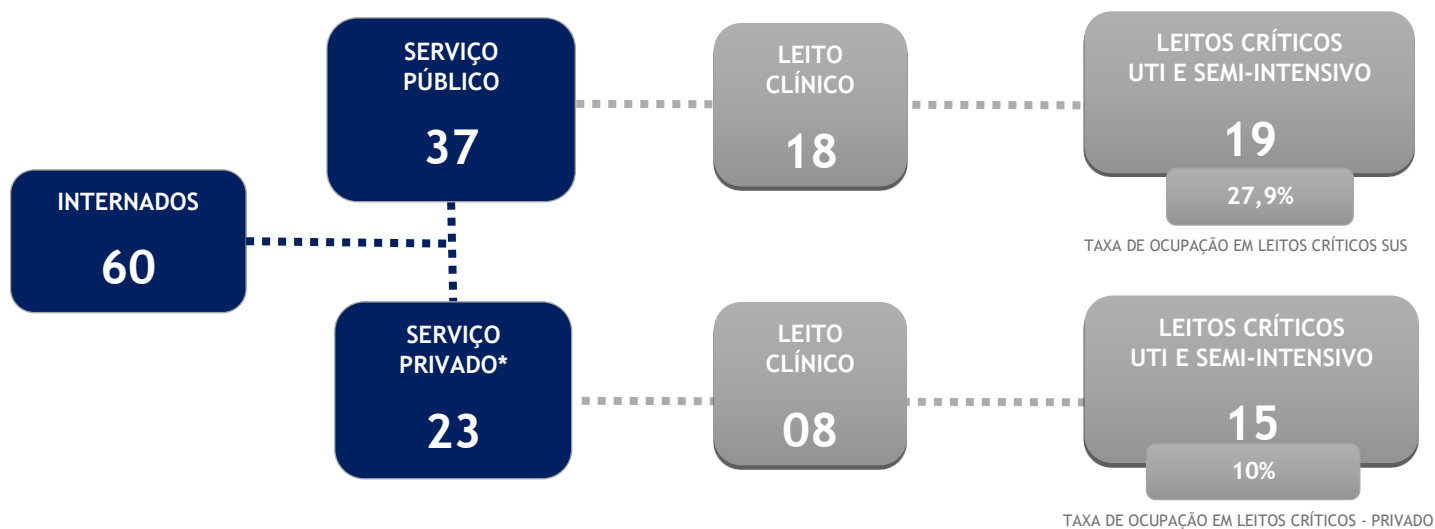 INTERNADOS
60
SERVIÇO
PÚBLICO
37
LEITO
CLÍNICO
18
LEITOS CRÍTICOS
UTI E SEMI-INTENSIVO
19
27,9%
TAXA DE OCUPAÇÃO EM LEITOS CRÍTICOS SUS
SERVIÇO
PRIVADO*
23
LEITO
CLÍNICO
08
LEITOS CRÍTICOS
UTI E SEMI-INTENSIVO
15
10%
TAXA DE OCUPAÇÃO EM LEITOS CRÍTICOS - PRIVADO